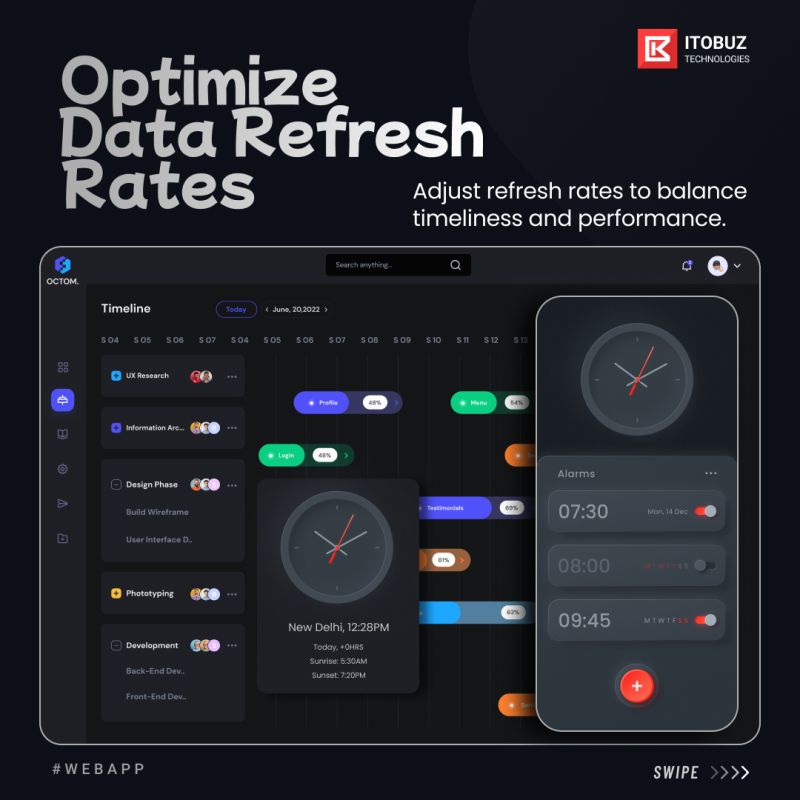 ITOBUZ
TECHNOLOGIES
Optimize
Data Refresh
Rates
Adjust refresh rates to balance
timeliness and performance.
OCTOM.
Search anything..
Timeline
Today
< June, 20,2022 >
S 04 S 05 S 06 S 07 S 04 S 05 S 06 S 07 S 08 S 09 S 10 S 11 S 12 S 13
UX Research
Profile 48%
Menu 64%
Information Arc...
Login 48%
Design Phase
Build Wireframe
User Interface D..
Testimonials 69%
61%
Phototyping
63%
Development
Back-End Dev..
Front-End Dev..
New Delhi, 12:28PM
Today, +0HRS
Sunrise: 5:30AM
Sunset: 7:20PM
Alarms
07:30 Mon, 14 Dec
08:00 M T W T F S S
09:45 M T W T F S S
+
#WEBAPP
SWIPE >>>>